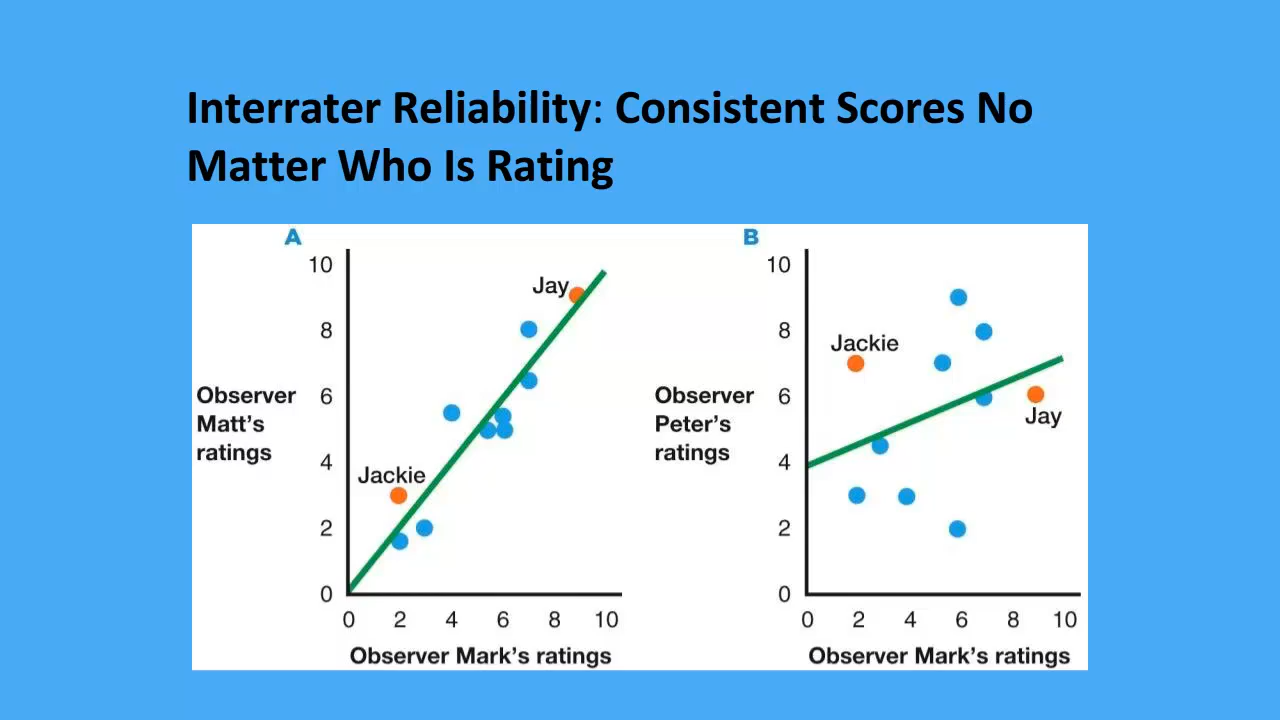 Interrater Reliability: Consistent Scores No
Matter Who Is Rating
A
10
8
6
4
2
0
Observer
Matt's
ratings
Jay
Jackie
0 2 4 6 8 10
Observer Mark's ratings
B
10
8
6
4
2
0
Observer
Peter's
ratings
Jackie
Jay
0 2 4 6 8 10
Observer Mark's ratings